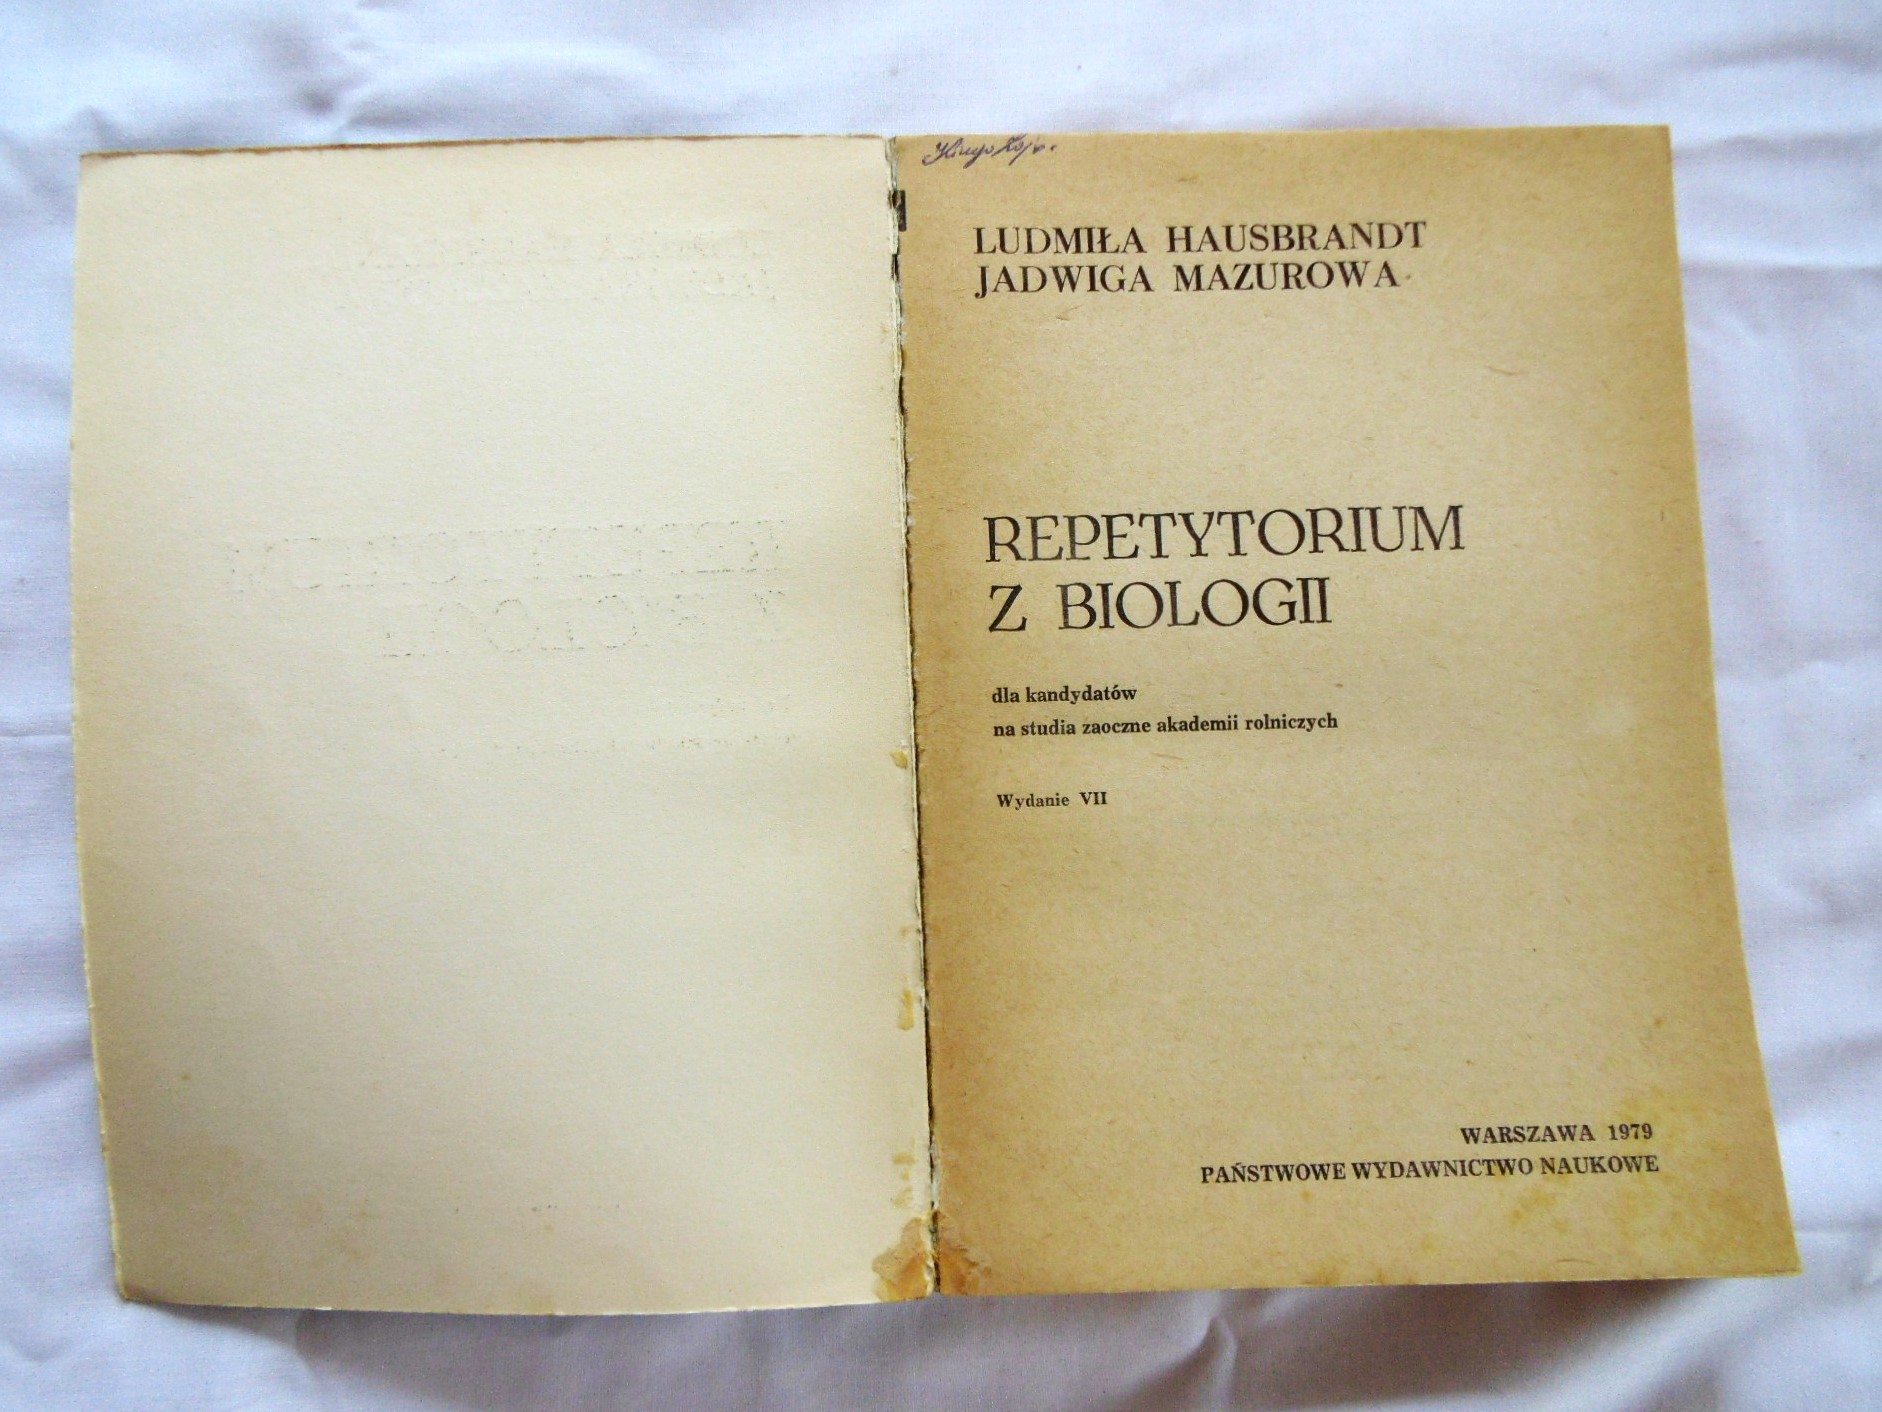 LUDMIŁA HAUSBRANDT
JADWIGA MAZUROWA
REPETYTORIUM
Z BIOLOGII
dla kandydatów
na studia zaoczne akademii rolniczych
Wydanie VII
WARSZAWA 1979
PAŃSTWOWE WYDAWNICTWO NAUKOWE